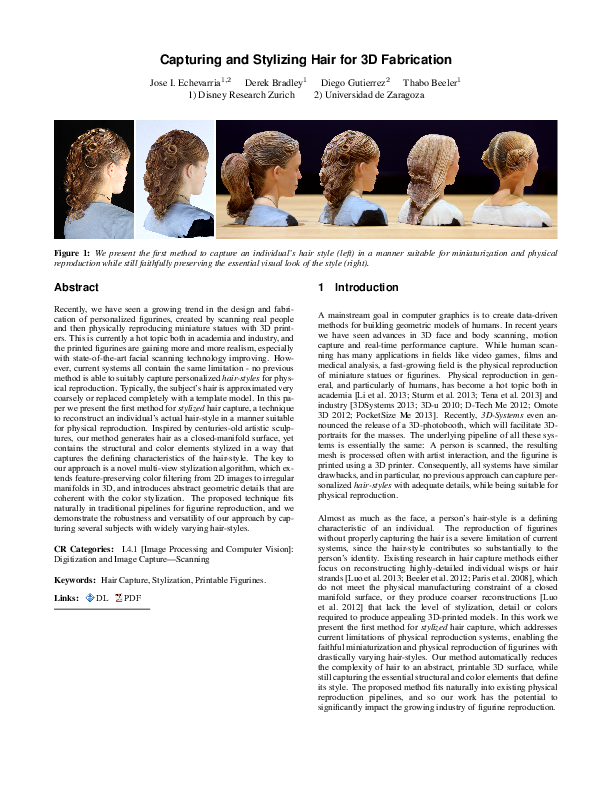 Capturing and Stylizing Hair for 3D Fabrication
Jose I. Echevarria1,2 Derek Bradley1 Diego Gutierrez2 Thabo Beeler1
1) Disney Research Zurich 2) Universidad de Zaragoza
Figure 1: We present the first method to capture an individual's hair style (left) in a manner suitable for miniaturization and physical
reproduction while still faithfully preserving the essential visual look of the style (right).
Abstract
Recently, we have seen a growing trend in the design and fabri-
cation of personalized figurines, created by scanning real people
and then physically reproducing miniature statues with 3D print-
ers. This is currently a hot topic both in academia and industry, and
the printed figurines are gaining more and more realism, especially
with state-of-the-art facial scanning technology improving. How-
ever, current systems all contain the same limitation - no previous
method is able to suitably capture personalized hair-styles for phys-
ical reproduction. Typically, the subject's hair is approximated very
coarsely or replaced completely with a template model. In this pa-
per we present the first method for stylized hair capture, a technique
to reconstruct an individual's actual hair-style in a manner suitable
for physical reproduction. Inspired by centuries-old artistic sculp-
tures, our method generates hair as a closed-manifold surface, yet
contains the structural and color elements stylized in a way that
captures the defining characteristics of the hair-style. The key to
our approach is a novel multi-view stylization algorithm, which ex-
tends feature-preserving color filtering from 2D images to irregular
manifolds in 3D, and introduces abstract geometric details that are
coherent with the color stylization. The proposed technique fits
naturally in traditional pipelines for figurine reproduction, and we
demonstrate the robustness and versatility of our approach by cap-
turing several subjects with widely varying hair-styles.
CR Categories: I.4.1 [Image Processing and Computer Vision]:
Digitization and Image Capture—Scanning
Keywords: Hair Capture, Stylization, Printable Figurines.
Links: DL PDF
1 Introduction
A mainstream goal in computer graphics is to create data-driven
methods for building geometric models of humans. In recent years
we have seen advances in 3D face and body scanning, motion
capture and real-time performance capture. While human scan-
ning has many applications in fields like video games, films and
medical analysis, a fast-growing field is the physical reproduction
of miniature statues or figurines. Physical reproduction in gen-
eral, and particularly of humans, has become a hot topic both in
academia [Li et al. 2013; Sturm et al. 2013; Tena et al. 2013] and
industry [3DSystems 2013; 3D-u 2010; D-Tech Me 2012; Omote
3D 2012; PocketSize Me 2013]. Recently, 3D-Systems even an-
nounced the release of a 3D-photobooth, which will facilitate 3D-
portraits for the masses. The underlying pipeline of all these sys-
tems is essentially the same: A person is scanned, the resulting
mesh is processed often with artist interaction, and the figurine is
printed using a 3D printer. Consequently, all systems have similar
drawbacks, and in particular, no previous approach can capture per-
sonalized hair-styles with adequate details, while being suitable for
physical reproduction.
Almost as much as the face, a person's hair-style is a defining
characteristic of an individual. The reproduction of figurines
without properly capturing the hair is a severe limitation of current
systems, since the hair-style contributes so substantially to the
person's identity. Existing research in hair capture methods either
focus on reconstructing highly-detailed individual wisps or hair
strands [Luo et al. 2013; Beeler et al. 2012; Paris et al. 2008], which
do not meet the physical manufacturing constraint of a closed
manifold surface, or they produce coarser reconstructions [Luo
et al. 2012] that lack the level of stylization, detail or colors
required to produce appealing 3D-printed models. In this work we
present the first method for stylized hair capture, which addresses
current limitations of physical reproduction systems, enabling the
faithful miniaturization and physical reproduction of figurines with
drastically varying hair-styles. Our method automatically reduces
the complexity of hair to an abstract, printable 3D surface, while
still capturing the essential structural and color elements that define
its style. The proposed method fits naturally into existing physical
reproduction pipelines, and so our work has the potential to
significantly impact the growing industry of figurine reproduction.